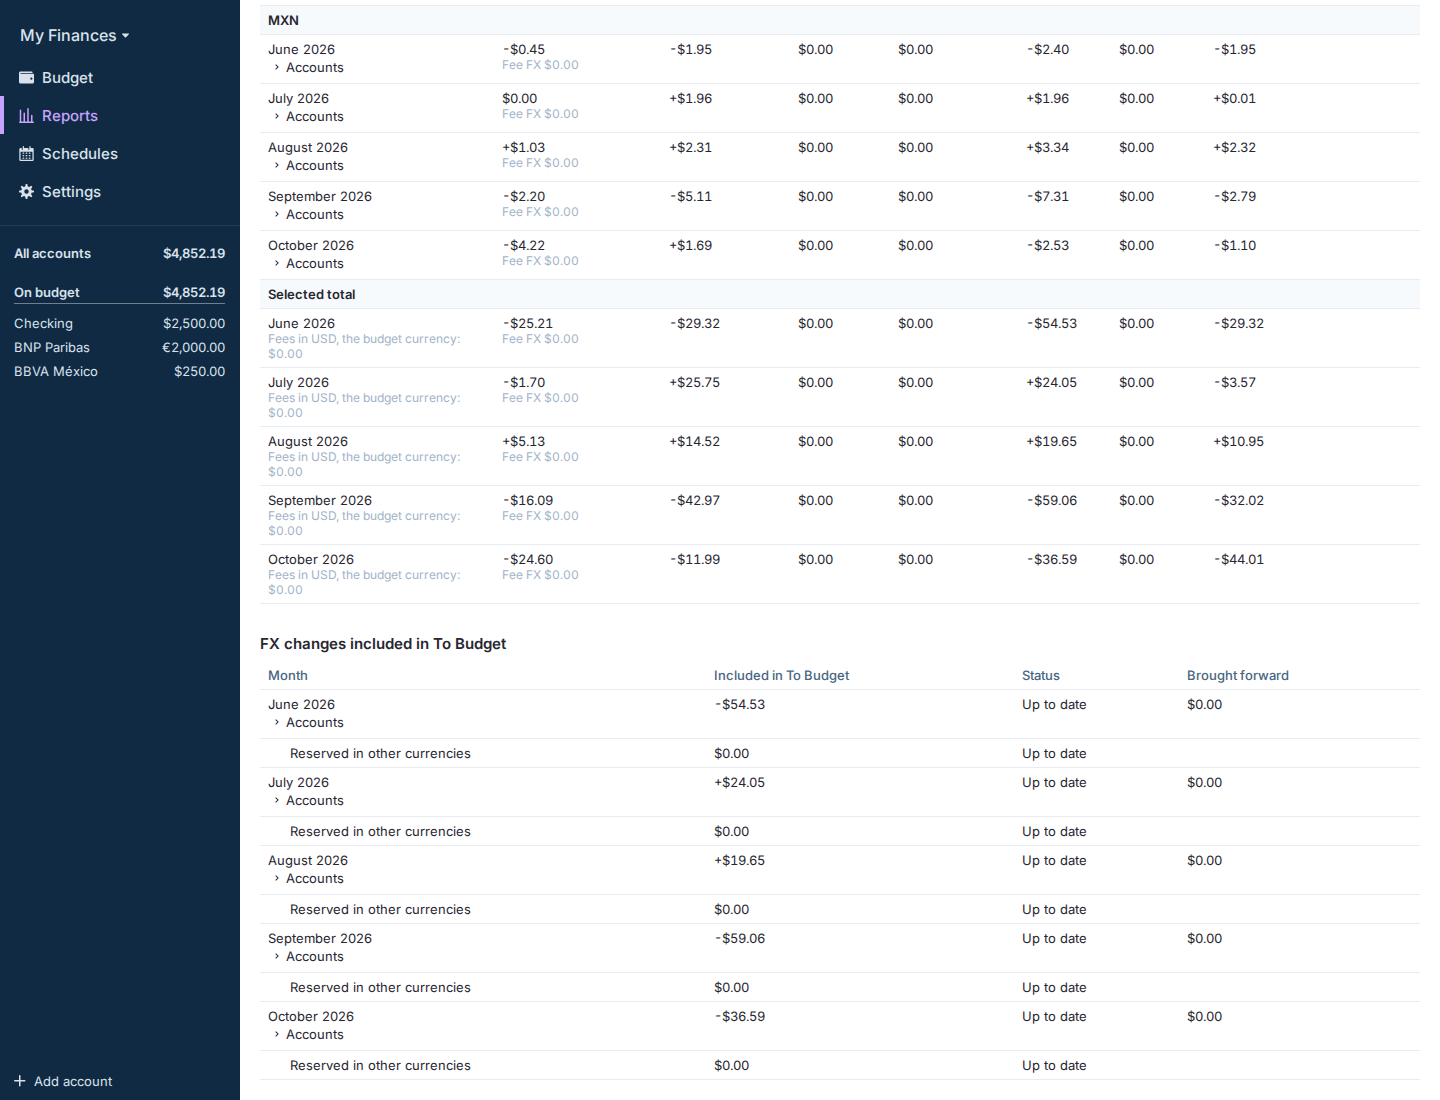 My Finances
Budget
Reports
Schedules
Settings
All accounts $4,852.19
On budget $4,852.19
Checking $2,500.00
BNP Paribas €2,000.00
BBVA México $250.00
Add account
MXN
June 2026 -$0.45 -$1.95 $0.00 $0.00 -$2.40 $0.00 -$1.95
Accounts Fee FX $0.00
July 2026 $0.00 +$1.96 $0.00 $0.00 +$1.96 $0.00 +$0.01
Accounts Fee FX $0.00
August 2026 +$1.03 +$2.31 $0.00 $0.00 +$3.34 $0.00 +$2.32
Accounts Fee FX $0.00
September 2026 -$2.20 -$5.11 $0.00 $0.00 -$7.31 $0.00 -$2.79
Accounts Fee FX $0.00
October 2026 -$4.22 +$1.69 $0.00 $0.00 -$2.53 $0.00 -$1.10
Accounts Fee FX $0.00
Selected total
June 2026 -$25.21 -$29.32 $0.00 $0.00 -$54.53 $0.00 -$29.32
Fees in USD, the budget currency: Fee FX $0.00
$0.00
July 2026 -$1.70 +$25.75 $0.00 $0.00 +$24.05 $0.00 -$3.57
Fees in USD, the budget currency: Fee FX $0.00
$0.00
August 2026 +$5.13 +$14.52 $0.00 $0.00 +$19.65 $0.00 +$10.95
Fees in USD, the budget currency: Fee FX $0.00
$0.00
September 2026 -$16.09 -$42.97 $0.00 $0.00 -$59.06 $0.00 -$32.02
Fees in USD, the budget currency: Fee FX $0.00
$0.00
October 2026 -$24.60 -$11.99 $0.00 $0.00 -$36.59 $0.00 -$44.01
Fees in USD, the budget currency: Fee FX $0.00
$0.00
FX changes included in To Budget
Month Included in To Budget Status Brought forward
June 2026 -$54.53 Up to date $0.00
Accounts
Reserved in other currencies $0.00 Up to date
July 2026 +$24.05 Up to date $0.00
Accounts
Reserved in other currencies $0.00 Up to date
August 2026 +$19.65 Up to date $0.00
Accounts
Reserved in other currencies $0.00 Up to date
September 2026 -$59.06 Up to date $0.00
Accounts
Reserved in other currencies $0.00 Up to date
October 2026 -$36.59 Up to date $0.00
Accounts
Reserved in other currencies $0.00 Up to date